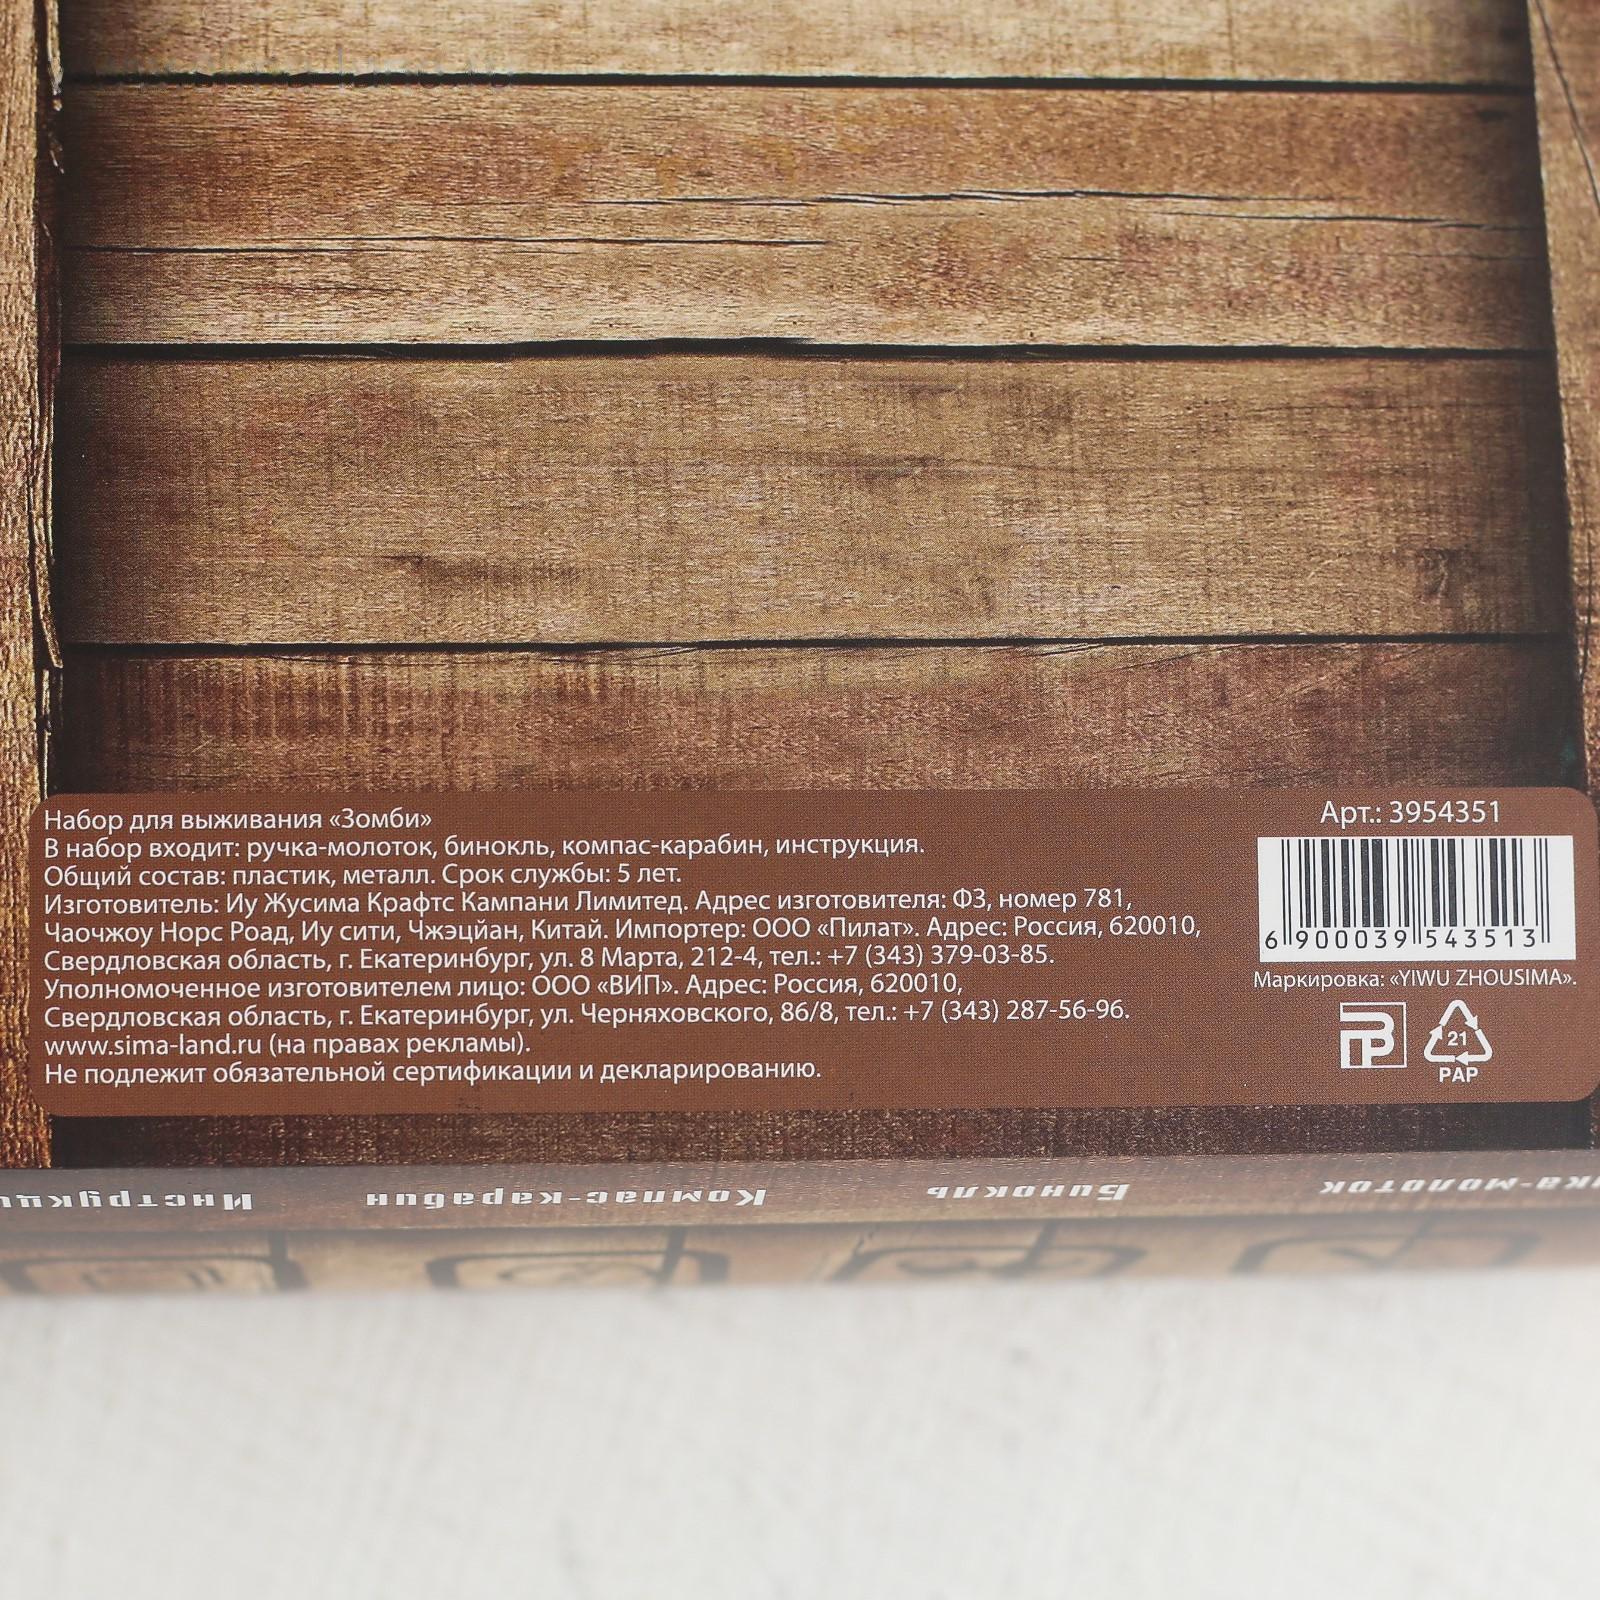 Набор для выживания «Зомби»
В набор входит: ручка-молоток, бинокль, компас-карабин, инструкция.
Общий состав: пластик, металл. Срок службы: 5 лет.
Изготовитель: Иу Жусима Крафтс Кампани Лимитед. Адрес изготовителя: ФЗ, номер 781,
Чаочжоу Норс Роад, Иу сити, Чжэцйан, Китай. Импортер: ООО «Пилат». Адрес: Россия, 620010,
Свердловская область, г. Екатеринбург, ул. 8 Марта, 212-4, тел.: +7 (343) 379-03-85.
Уполномоченное изготовителем лицо: ООО «ВИП». Адрес: Россия, 620010,
Свердловская область, г. Екатеринбург, ул. Черняховского, 86/8, тел.: +7 (343) 287-56-96.
www.sima-land.ru (на правах рекламы).
Не подлежит обязательной сертификации и декларированию.
Арт.: 3954351
6 900039 543513
Маркировка: «YIWU ZHOUSIMA».
21
PAP
ка-молоток
Бинокль
Компас-карабин
Инструкци